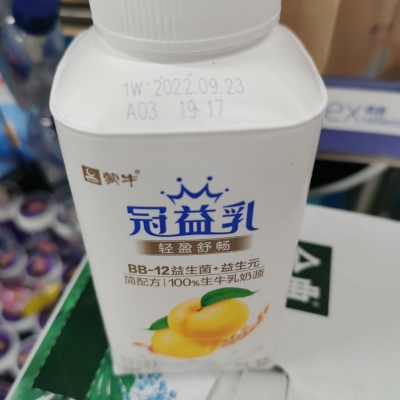 1W 2022.09.23
A03 19 17
蒙牛
冠益乳
轻盈舒畅
BB-12益生菌+益生元
简配方|100%生牛乳奶源